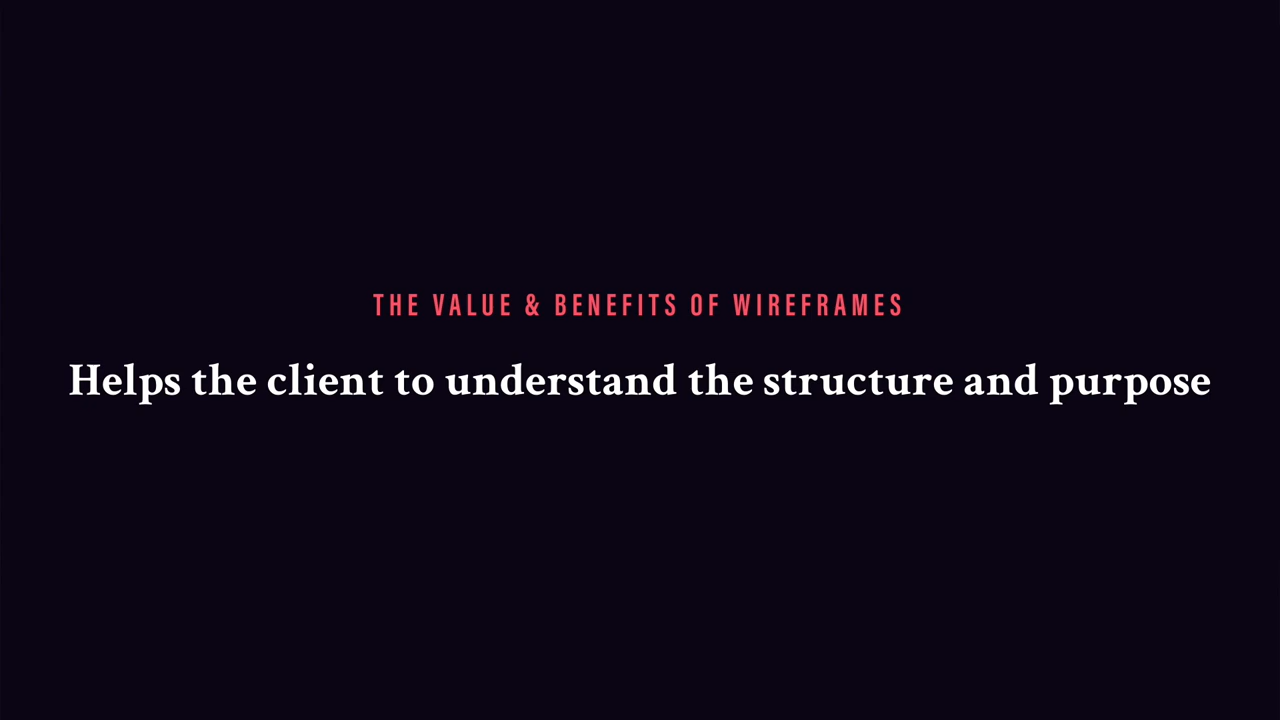 THE VALUE & BENEFITS OF WIREFRAMES
Helps the client to understand the structure and purpose